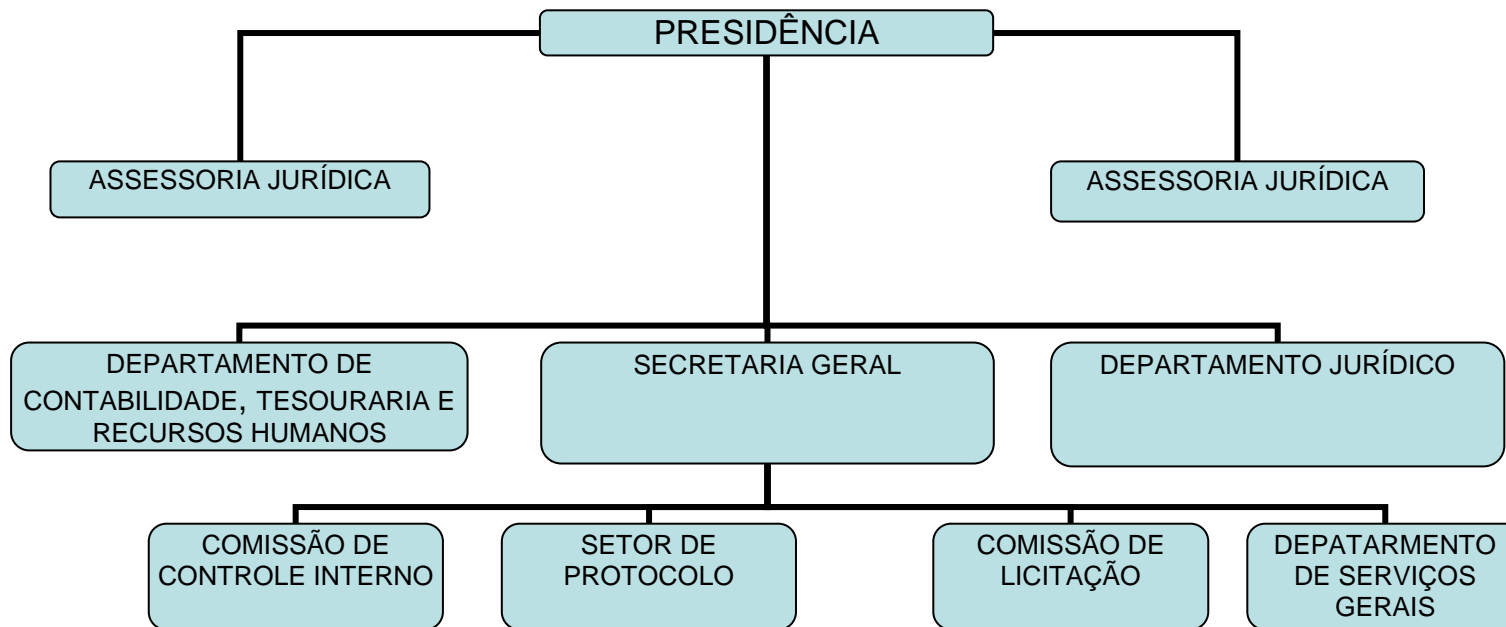 PRESIDÊNCIA
ASSESSORIA JURÍDICA
ASSESSORIA JURÍDICA
DEPARTAMENTO DE
CONTABILIDADE, TESOURARIA E
RECURSOS HUMANOS
SECRETARIA GERAL
DEPARTAMENTO JURÍDICO
COMISSÃO DE
CONTROLE INTERNO
SETOR DE
PROTOCOLO
COMISSÃO DE
LICITAÇÃO
DEPATARMENTO
DE SERVIÇOS
GERAIS